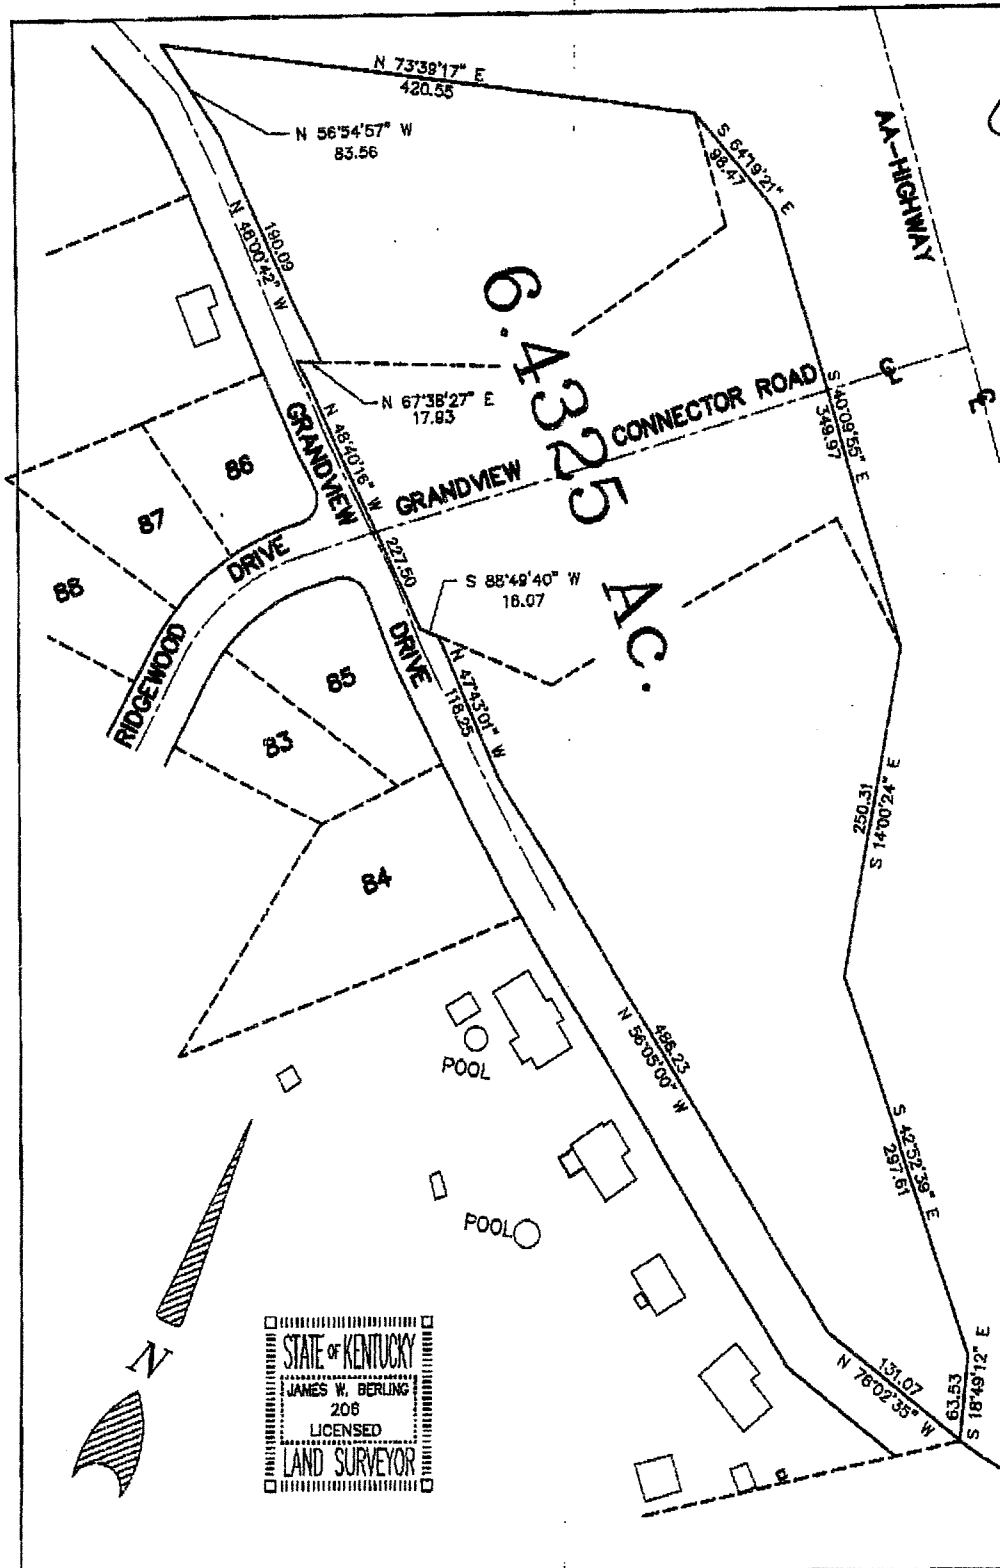 N 73°39'17" E
420.55
N 56°54'57" W
83.56
S 64°19'21" E
98.47
AA-HIGHWAY
190.09
N 48°00'42" W
6.4325 AC.
N 67°38'27" E
17.93
S 40°09'55" E
349.97
GRANDVIEW CONNECTOR ROAD
N 48°40'16" W
227.50
GRANDVIEW DRIVE
86
87
88
RIDGEWOOD DRIVE
S 88°49'40" W
16.07
85
83
N 47°43'01" W
118.25
84
250.31
S 14°00'24" E
486.23
N 56°05'00" W
POOL
S 42°52'39" E
297.61
POOL
N
131.07
N 76°02'35" W
63.53
S 18°49'12" E
STATE OF KENTUCKY
JAMES W. BERLING
206
LICENSED
LAND SURVEYOR